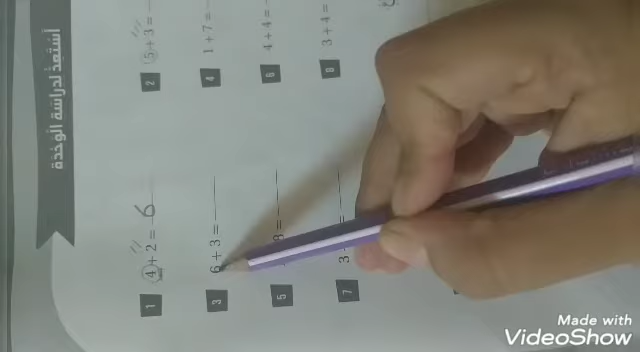 أستعد لدراسة الوحدة
1 4 + 2 = 6
2 5 + 3 =
3 6 + 3 =
4 1 + 7 =
5
6 4 + 4 =
7 3
8 3 + 4 =
Made with
VideoShow